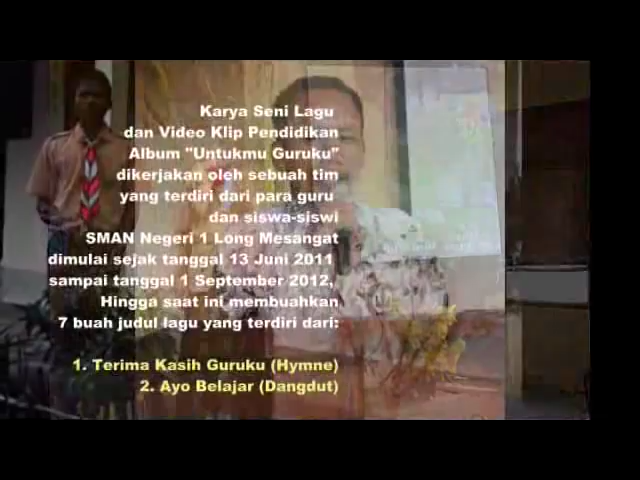 Karya Seni Lagu
dan Video Klip Pendidikan
Album "Untukmu Guruku"
dikerjakan oleh sebuah tim
yang terdiri dari para guru
dan siswa-siswi
SMAN Negeri 1 Long Mesangat
dimulai sejak tanggal 13 Juni 2011
sampai tanggal 1 September 2012,
Hingga saat ini membuahkan
7 buah judul lagu yang terdiri dari:
1. Terima Kasih Guruku (Hymne)
2. Ayo Belajar (Dangdut)